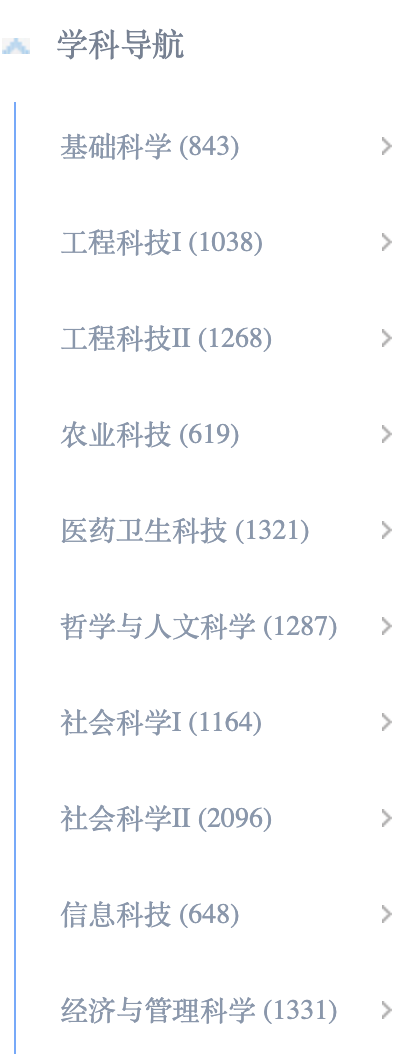 学科导航
基础科学 (843)
工程科技I (1038)
工程科技II (1268)
农业科技 (619)
医药卫生科技 (1321)
哲学与人文科学 (1287)
社会科学I (1164)
社会科学II (2096)
信息科技 (648)
经济与管理科学 (1331)